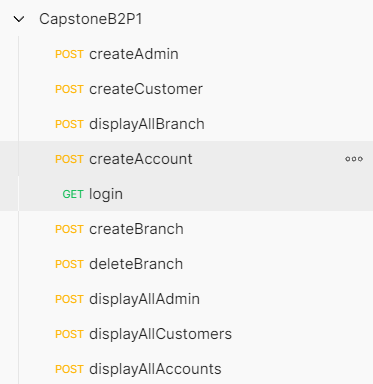 CapstoneB2P1
POST createAdmin
POST createCustomer
POST displayAllBranch
POST createAccount
GET login
POST createBranch
POST deleteBranch
POST displayAllAdmin
POST displayAllCustomers
POST displayAllAccounts